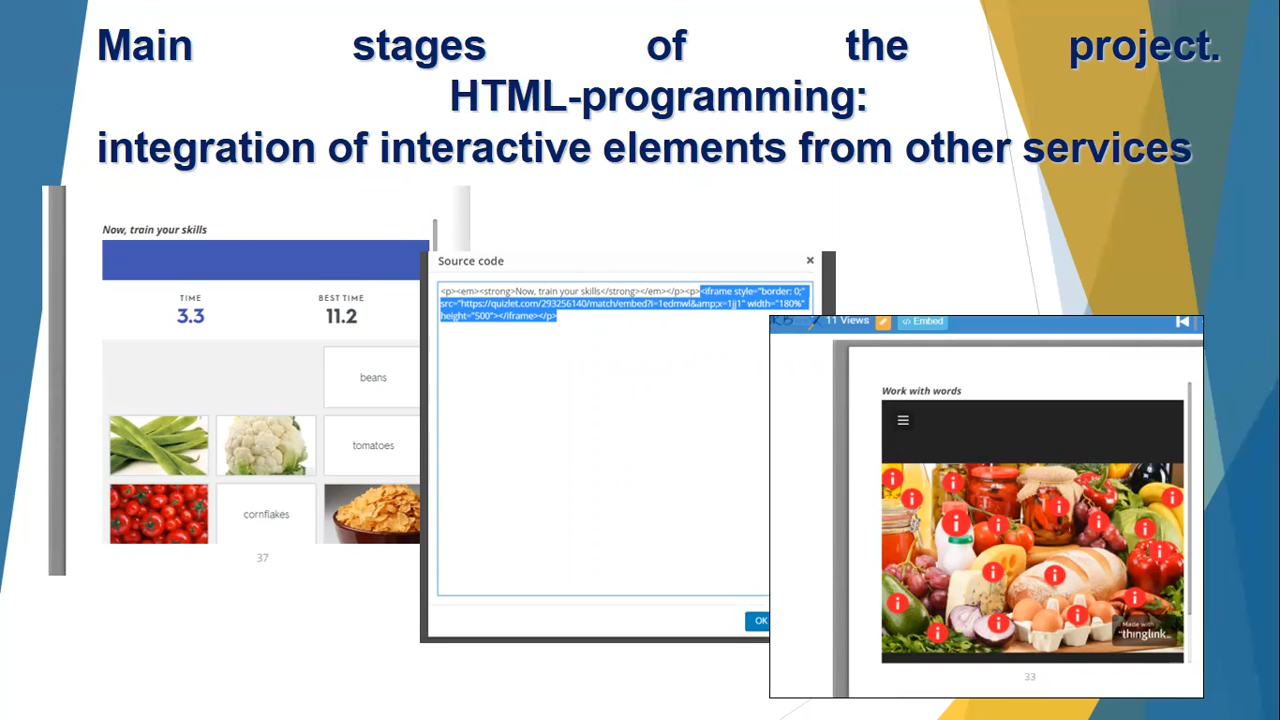 Main stages of the project.
HTML-programming:
integration of interactive elements from other services
Now, train your skills
TIME
BEST TIME
3.3
11.2
beans
tomatoes
cornflakes
37
Source code
×
<p><em><strong>Now, train your skills</strong></em></p><p><iframe style="border: 0;"
src="https://quizlet.com/293256140/match/embed?i=1edmwl&amp;x=1jj1" width="180%"
height="500"></iframe></p>
OK
11 Views
</> Embed
Work with words
Made with
"thinglink..
33